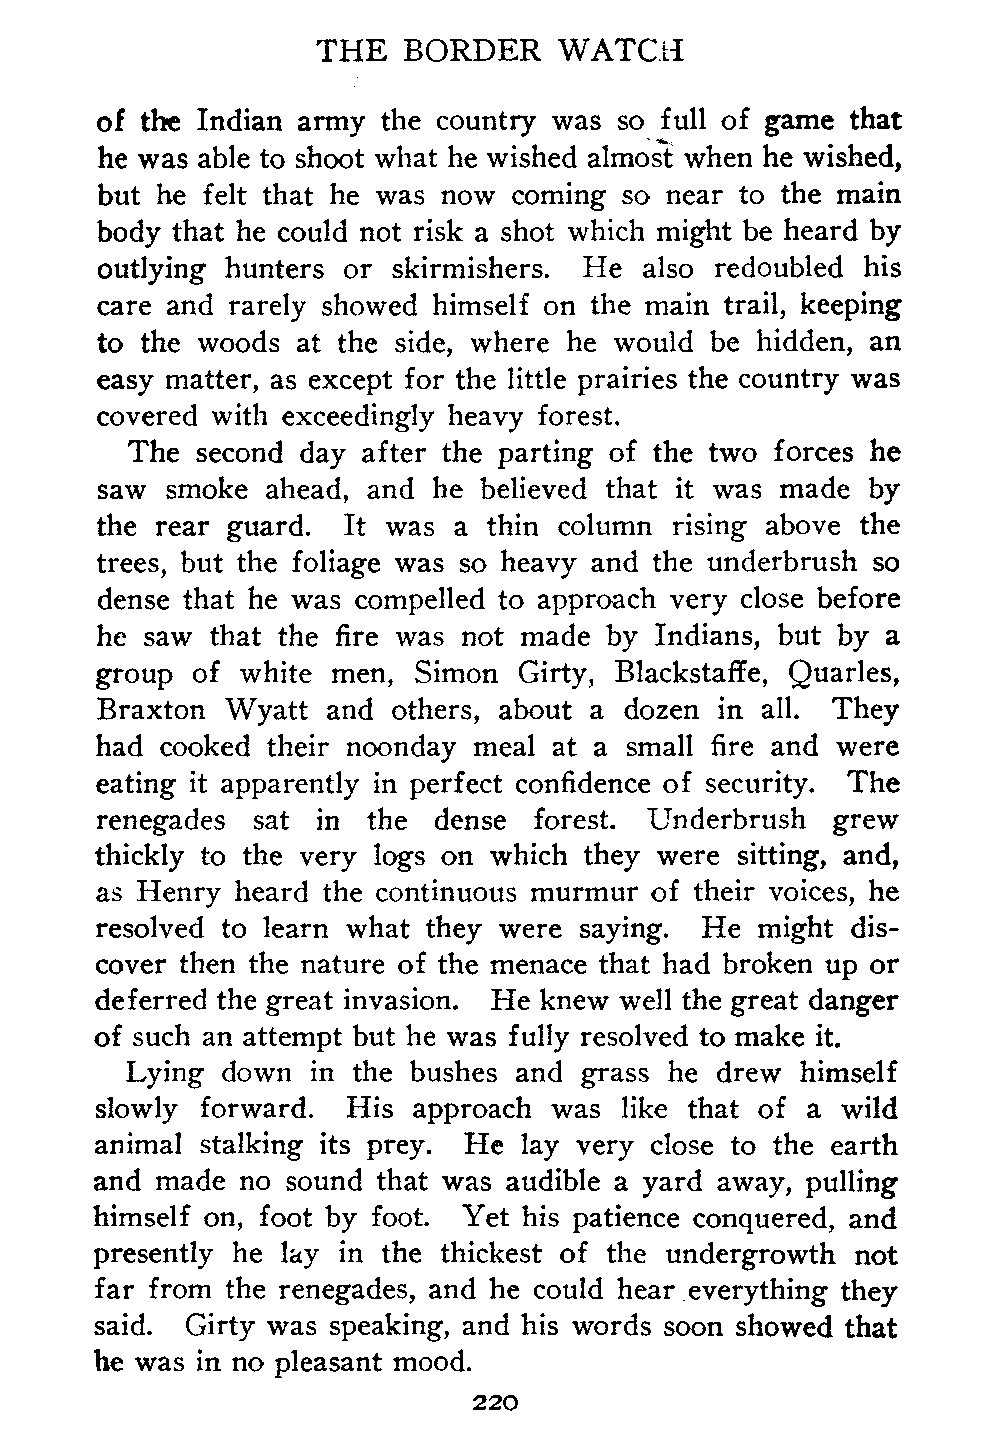 THE BORDER WATCH
of the Indian army the country was so full of game that
he was able to shoot what he wished almost when he wished,
but he felt that he was now coming so near to the main
body that he could not risk a shot which might be heard by
outlying hunters or skirmishers. He also redoubled his
care and rarely showed himself on the main trail, keeping
to the woods at the side, where he would be hidden, an
easy matter, as except for the little prairies the country was
covered with exceedingly heavy forest.
The second day after the parting of the two forces he
saw smoke ahead, and he believed that it was made by
the rear guard. It was a thin column rising above the
trees, but the foliage was so heavy and the underbrush so
dense that he was compelled to approach very close before
he saw that the fire was not made by Indians, but by a
group of white men, Simon Girty, Blackstaffe, Quarles,
Braxton Wyatt and others, about a dozen in all. They
had cooked their noonday meal at a small fire and were
eating it apparently in perfect confidence of security. The
renegades sat in the dense forest. Underbrush grew
thickly to the very logs on which they were sitting, and,
as Henry heard the continuous murmur of their voices, he
resolved to learn what they were saying. He might dis-
cover then the nature of the menace that had broken up or
deferred the great invasion. He knew well the great danger
of such an attempt but he was fully resolved to make it.
Lying down in the bushes and grass he drew himself
slowly forward. His approach was like that of a wild
animal stalking its prey. He lay very close to the earth
and made no sound that was audible a yard away, pulling
himself on, foot by foot. Yet his patience conquered, and
presently he lay in the thickest of the undergrowth not
far from the renegades, and he could hear everything they
said. Girty was speaking, and his words soon showed that
he was in no pleasant mood.
220